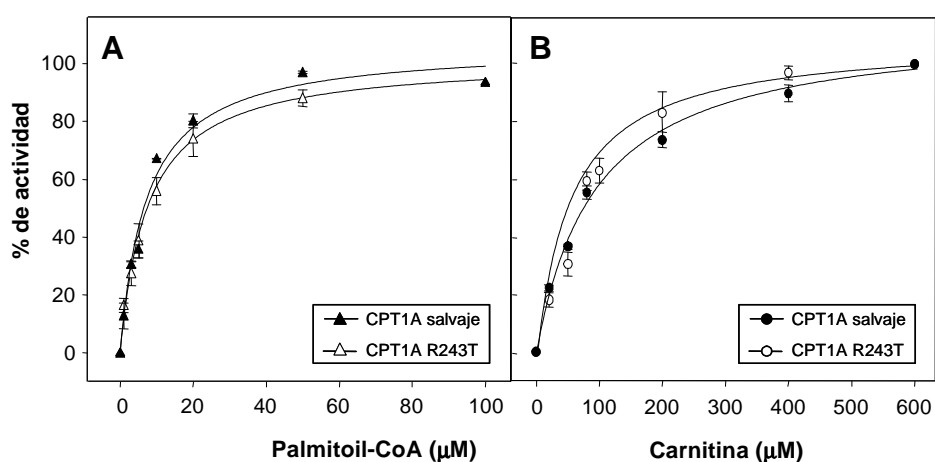 A
B
% de actividad
100
80
60
40
20
0
CPT1A salvaje
CPT1A R243T
CPT1A salvaje
CPT1A R243T
0 20 40 60 80 100
0 100 200 300 400 500 600
Palmitoil-CoA (μM)
Carnitina (μM)